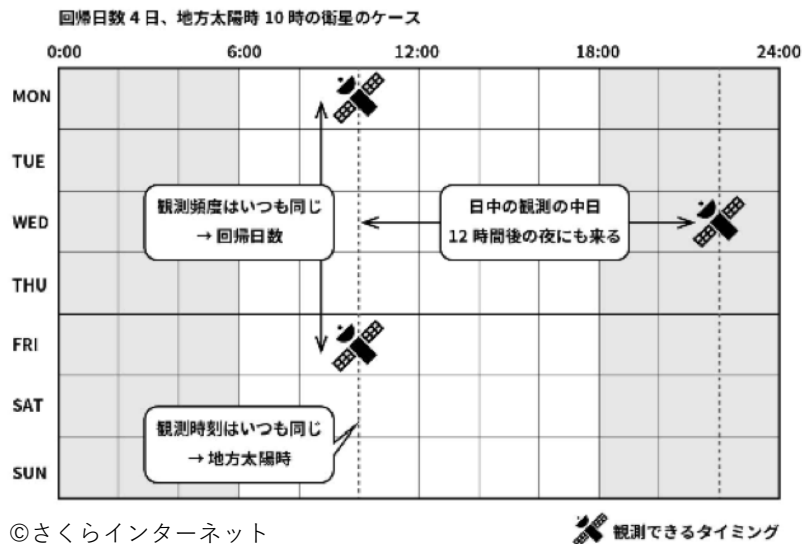 回帰日数 4 日、地方太陽時 10 時の衛星のケース
0:00 6:00 12:00 18:00 24:00
MON
TUE
観測頻度はいつも同じ
→ 回帰日数
日中の観測の中日
12 時間後の夜にも来る
WED
THU
FRI
SAT
観測時刻はいつも同じ
→ 地方太陽時
SUN
©さくらインターネット
観測できるタイミング